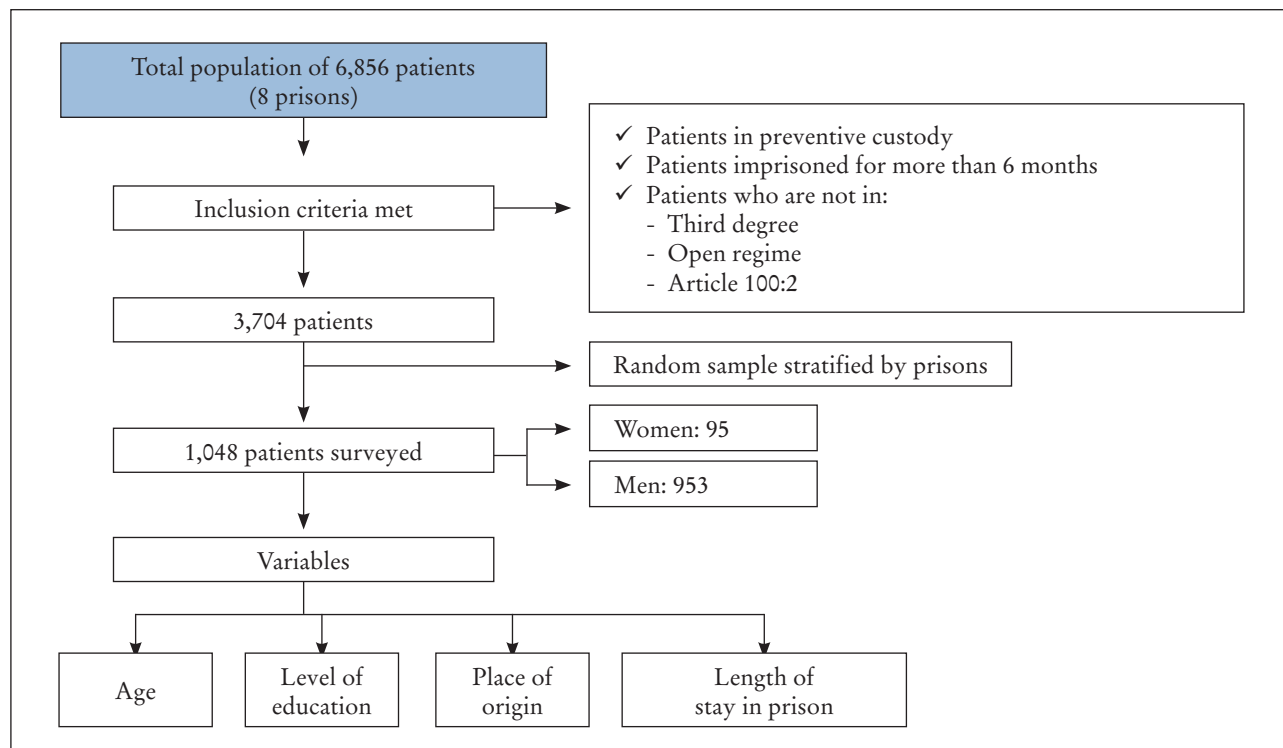 Total population of 6,856 patients
(8 prisons)
✓ Patients in preventive custody
✓ Patients imprisoned for more than 6 months
✓ Patients who are not in:
- Third degree
- Open regime
- Article 100:2
Inclusion criteria met
3,704 patients
Random sample stratified by prisons
1,048 patients surveyed
Women: 95
Men: 953
Variables
Age
Level of
education
Place of
origin
Length of
stay in prison